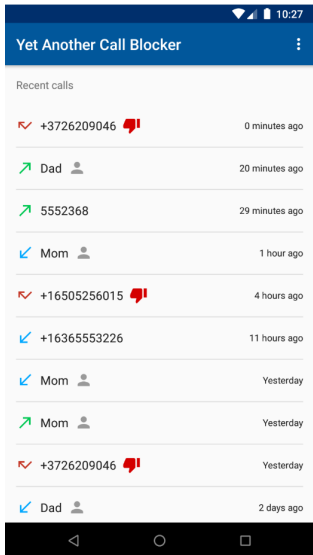 10:27
Yet Another Call Blocker
Recent calls
+3726209046 0 minutes ago
Dad 20 minutes ago
5552368 29 minutes ago
Mom 1 hour ago
+16505256015 4 hours ago
+16365553226 11 hours ago
Mom Yesterday
Mom Yesterday
+3726209046 Yesterday
Dad 2 days ago